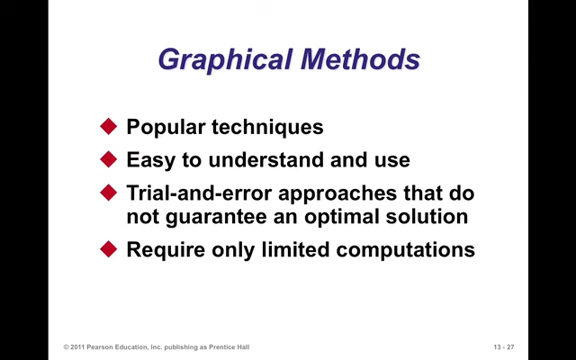 Graphical Methods
Popular techniques
Easy to understand and use
Trial-and-error approaches that do
not guarantee an optimal solution
Require only limited computations
© 2011 Pearson Education, Inc. publishing as Prentice Hall
13 - 27